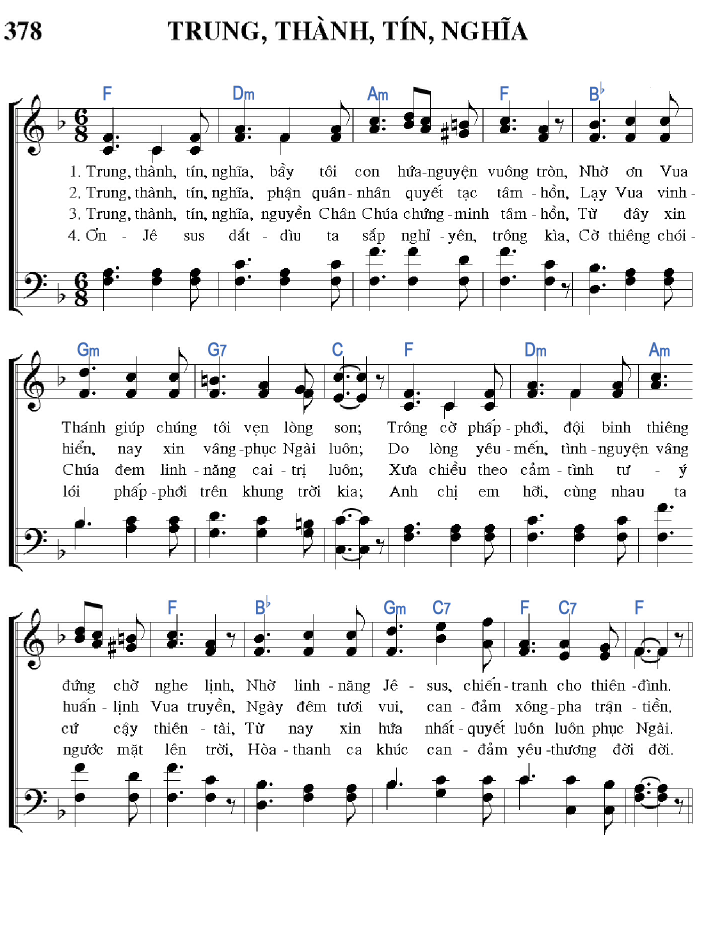 378 TRUNG, THÀNH, TÍN, NGHĨA
F Dm Am F B♭
1. Trung, thành, tín, nghĩa, bầy tôi con hứa-nguyện vuông tròn, Nhờ ơn Vua
2. Trung, thành, tín, nghĩa, phận quân-nhân quyết tạc tâm-hồn, Lạy Vua vinh-
3. Trung, thành, tín, nghĩa, nguyền Chân Chúa chứng-minh tâm-hồn, Từ đây xin
4. Ơn-Jê sus dắt-dìu ta sắp nghỉ-yên, trông kìa, Cờ thiêng chói-
6 8
6 8
Gm G7 C F Dm Am
Thánh giúp chúng tôi vẹn lòng son; Trông cờ phấp-phới, đội binh thiêng
hiển, nay xin vâng-phục Ngài luôn; Do lòng yêu-mến, tình-nguyện vâng
Chúa đem linh-năng cai-trị luôn; Xưa chiều theo cảm-tình tư-ý
lói phấp-phới trên khung trời kia; Anh chị em hỡi, cùng nhau ta
F B♭ Gm C7 F C7 F
đứng chờ nghe lịnh, Nhờ linh-năng Jê-sus, chiến-tranh cho thiên-đình.
huấn-lịnh Vua truyền, Ngày đêm tươi vui, can-đảm xông-pha trận-tiền.
cứ cậy thiên-tài, Từ nay xin hứa nhất-quyết luôn luôn phục Ngài.
ngước mặt lên trời, Hòa-thanh ca khúc can-đảm yêu-thương đời đời.